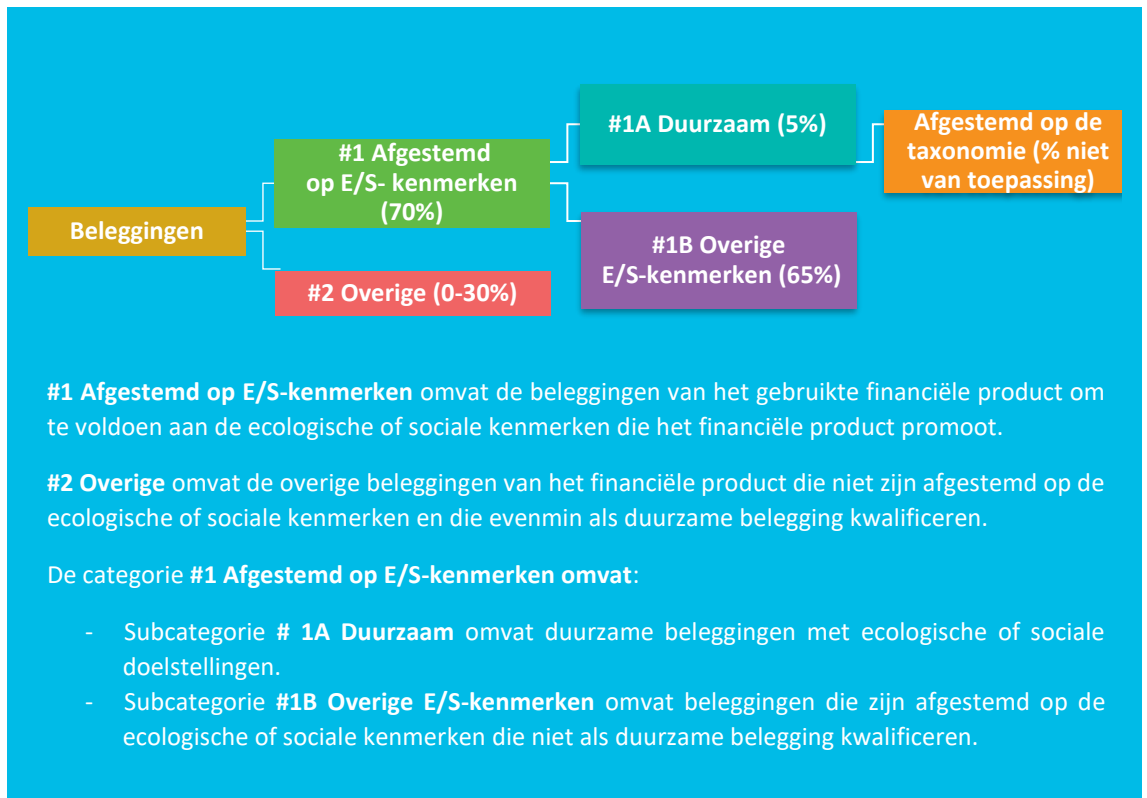 Beleggingen
#1 Afgestemd
op E/S- kenmerken
(70%)
#2 Overige (0-30%)
#1A Duurzaam (5%)
#1B Overige
E/S-kenmerken (65%)
Afgestemd op de
taxonomie (% niet
van toepassing)
#1 Afgestemd op E/S-kenmerken omvat de beleggingen van het gebruikte financiële product om
te voldoen aan de ecologische of sociale kenmerken die het financiële product promoot.
#2 Overige omvat de overige beleggingen van het financiële product die niet zijn afgestemd op de
ecologische of sociale kenmerken en die evenmin als duurzame belegging kwalificeren.
De categorie #1 Afgestemd op E/S-kenmerken omvat:
- Subcategorie # 1A Duurzaam omvat duurzame beleggingen met ecologische of sociale
doelstellingen.
- Subcategorie #1B Overige E/S-kenmerken omvat beleggingen die zijn afgestemd op de
ecologische of sociale kenmerken die niet als duurzame belegging kwalificeren.